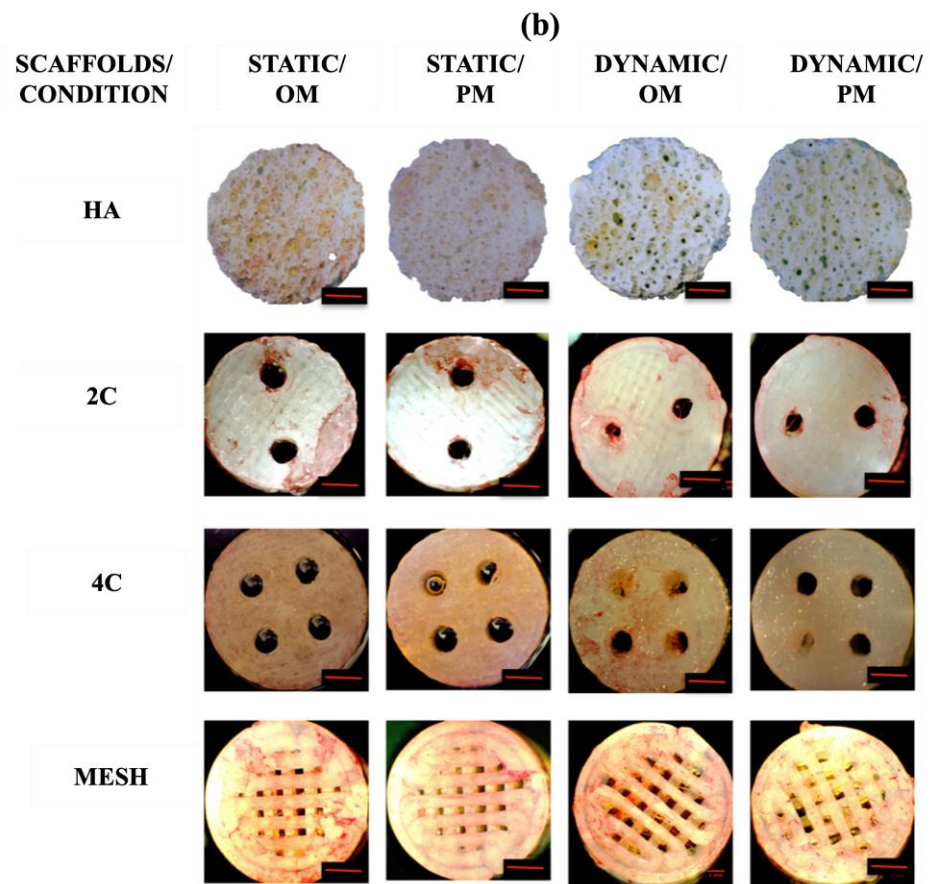 (b)
SCAFFOLDS/ STATIC/ STATIC/ DYNAMIC/ DYNAMIC/
CONDITION OM PM OM PM
HA
2C
4C
MESH